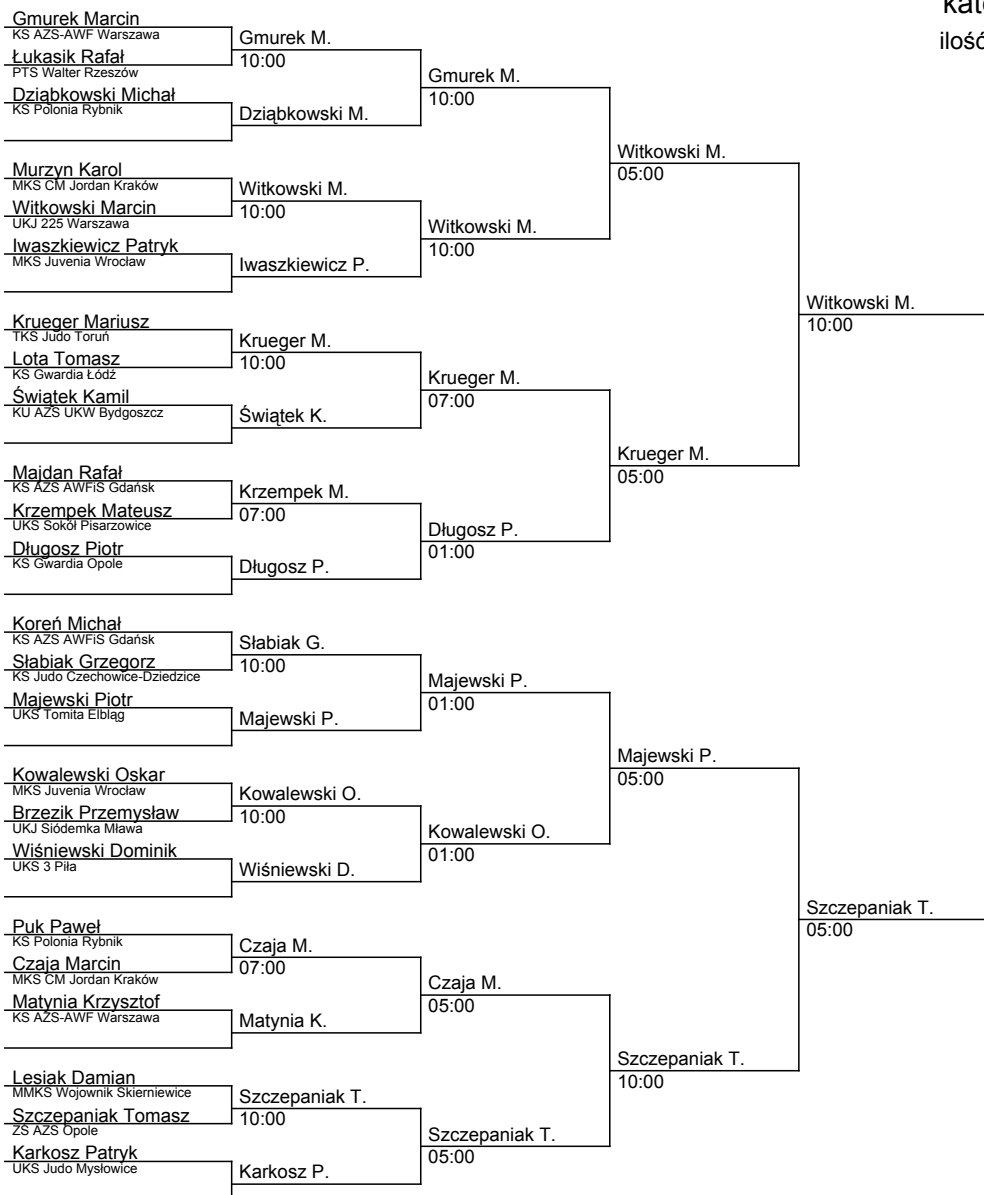 kate
ilość
Gmurek Marcin
KS AZS-AWF Warszawa
Łukasik Rafał
PTS Walter Rzeszów
Dziąbkowski Michał
KS Polonia Rybnik
Murzyn Karol
MKS CM Jordan Kraków
Witkowski Marcin
UKJ 225 Warszawa
Iwaszkiewicz Patryk
MKS Juvenia Wrocław
Krueger Mariusz
TKS Judo Toruń
Lota Tomasz
KS Gwardia Łódź
Świątek Kamil
KU AZS UKW Bydgoszcz
Majdan Rafał
KS AZS AWFiS Gdańsk
Krzempek Mateusz
UKS Sokół Pisarzowice
Długosz Piotr
KS Gwardia Opole
Koreń Michał
KS AZS AWFiS Gdańsk
Słabiak Grzegorz
KS Judo Czechowice-Dziedzice
Majewski Piotr
UKS Tomita Elbląg
Kowalewski Oskar
MKS Juvenia Wrocław
Brzezik Przemysław
UKJ Siódemka Mława
Wiśniewski Dominik
UKS 3 Piła
Puk Paweł
KS Polonia Rybnik
Czaja Marcin
MKS CM Jordan Kraków
Matynia Krzysztof
KS AZS-AWF Warszawa
Lesiak Damian
MMKS Wojownik Skierniewice
Szczepaniak Tomasz
ZS AZS Opole
Karkosz Patryk
UKS Judo Mysłowice
Gmurek M.
10:00
Dziąbkowski M.
Witkowski M.
10:00
Iwaszkiewicz P.
Krueger M.
10:00
Świątek K.
Krzempek M.
07:00
Długosz P.
Słabiak G.
10:00
Majewski P.
Kowalewski O.
10:00
Wiśniewski D.
Czaja M.
07:00
Matynia K.
Szczepaniak T.
10:00
Karkosz P.
Gmurek M.
10:00
Witkowski M.
10:00
Krueger M.
07:00
Długosz P.
01:00
Majewski P.
01:00
Kowalewski O.
01:00
Czaja M.
05:00
Szczepaniak T.
05:00
Witkowski M.
05:00
Krueger M.
05:00
Majewski P.
05:00
Szczepaniak T.
10:00
Witkowski M.
10:00
Szczepaniak T.
05:00